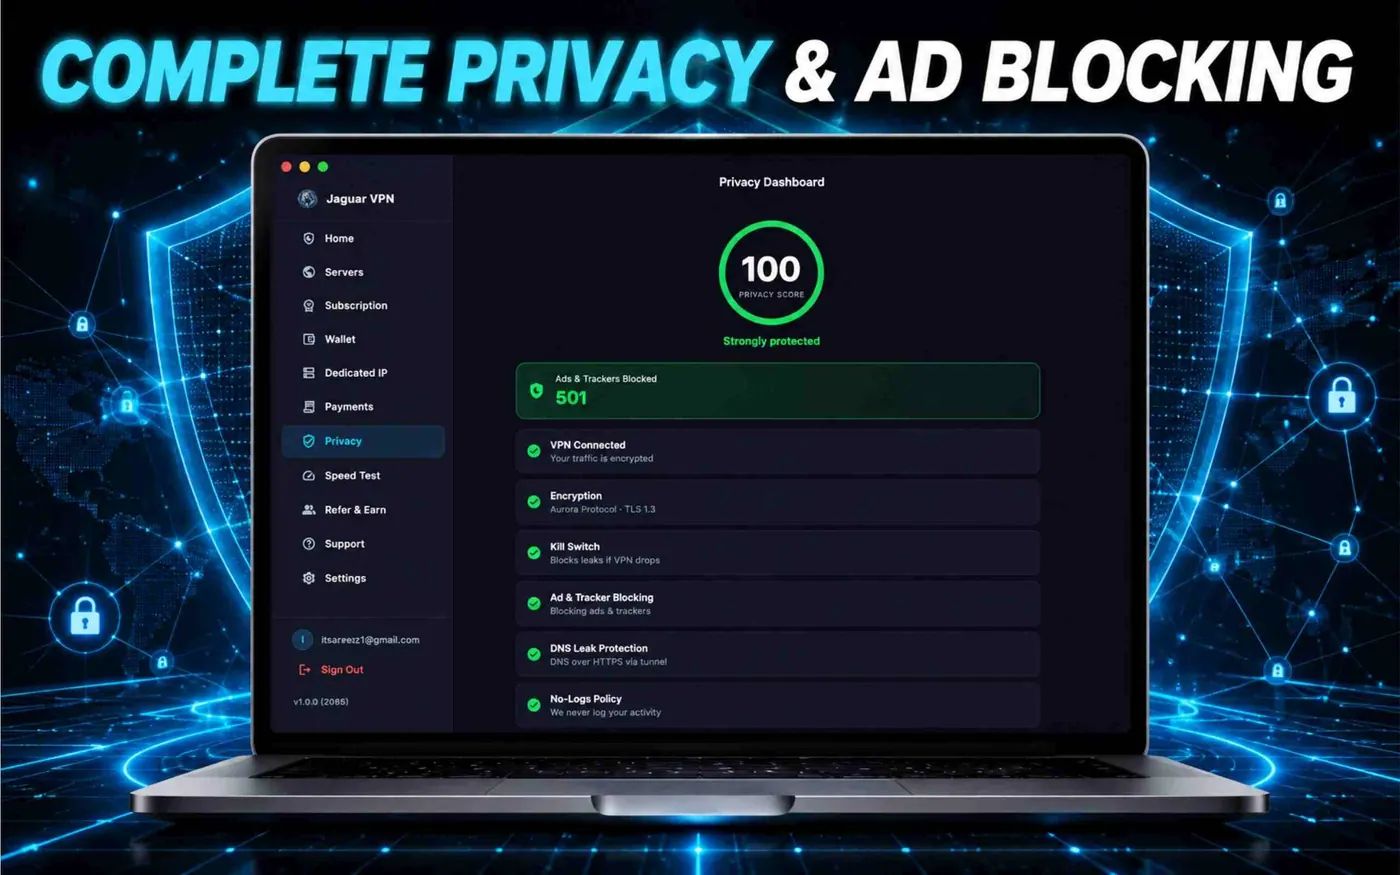 COMPLETE PRIVACY & AD BLOCKING
Jaguar VPN
Home
Servers
Subscription
Wallet
Dedicated IP
Payments
Privacy
Speed Test
Refer & Earn
Support
Settings
I
itsareezz1@gmail.com
Sign Out
v1.0.0 (2065)
Privacy Dashboard
100
PRIVACY SCORE
Strongly protected
Ads & Trackers Blocked
501
VPN Connected
Your traffic is encrypted
Encryption
Aurora Protocol - TLS 1.3
Kill Switch
Blocks leaks if VPN drops
Ad & Tracker Blocking
Blocking ads & trackers
DNS Leak Protection
DNS over HTTPS via tunnel
No-Logs Policy
We never log your activity